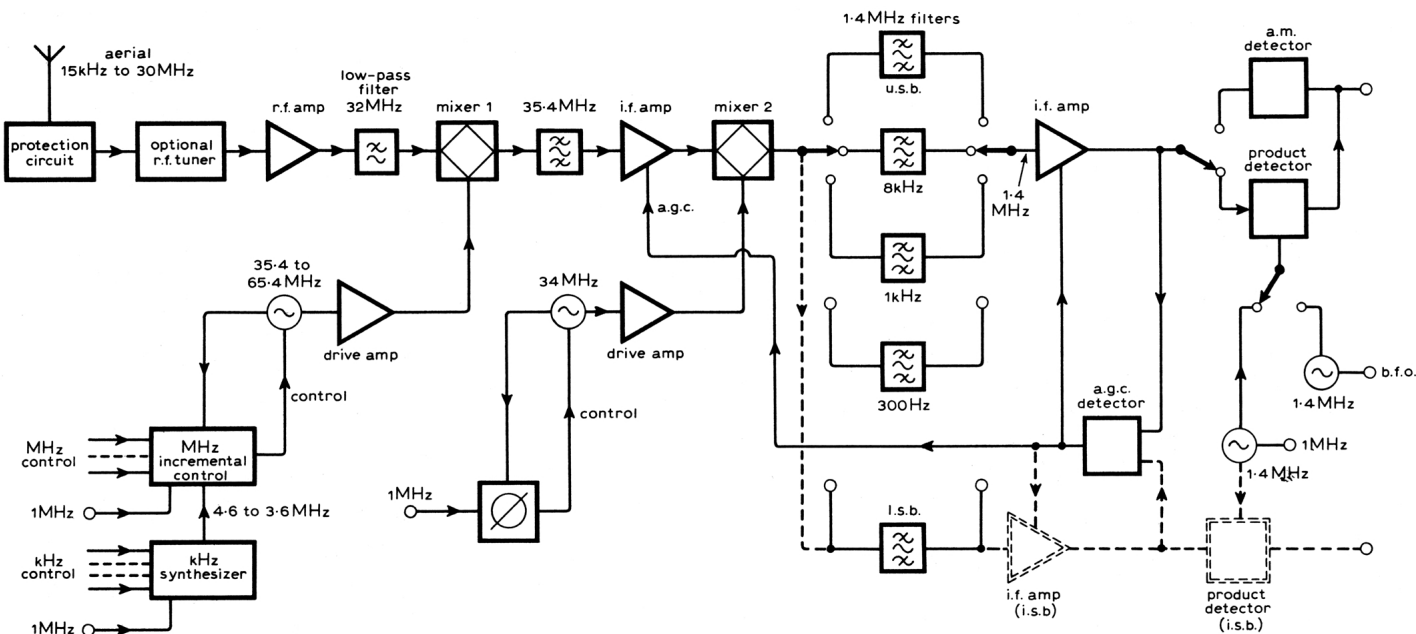 aerial
15kHz to 30MHz
protection
circuit
optional
r.f. tuner
r.f. amp
low-pass
filter
32MHz
mixer 1
35·4MHz
i.f. amp
mixer 2
1·4MHz filters
u.s.b.
8kHz
1kHz
300Hz
l.s.b.
i.f. amp
1·4
MHz
a.m.
detector
product
detector
a.g.c.
35·4 to
65·4MHz
drive amp
control
34MHz
drive amp
control
1MHz
MHz
control
MHz
incremental
control
1MHz
4·6 to 3·6MHz
kHz
control
kHz
synthesizer
1MHz
a.g.c.
detector
b.f.o.
1·4MHz
1MHz
1·4MHz
i.f. amp
(i.s.b)
product
detector
(i.s.b.)